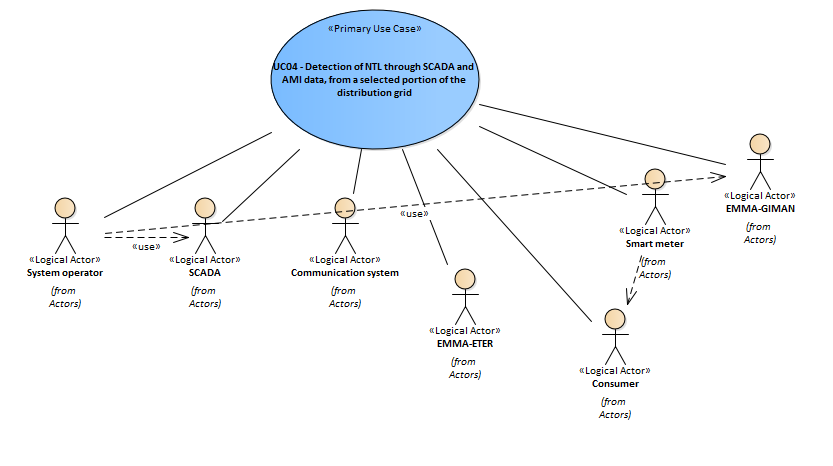 «Primary Use Case»
UC04 - Detection of NTL through SCADA and
AMI data, from a selected portion of the
distribution grid
«Logical Actor»
EMMA-GIMAN
(from
Actors)
«use»
«Logical Actor»
Smart meter
(from
Actors)
«use»
«Logical Actor»
System operator
(from
Actors)
«Logical Actor»
SCADA
(from
Actors)
«Logical Actor»
Communication system
(from
Actors)
«Logical Actor»
EMMA-ETER
(from
Actors)
«Logical Actor»
Consumer
(from
Actors)